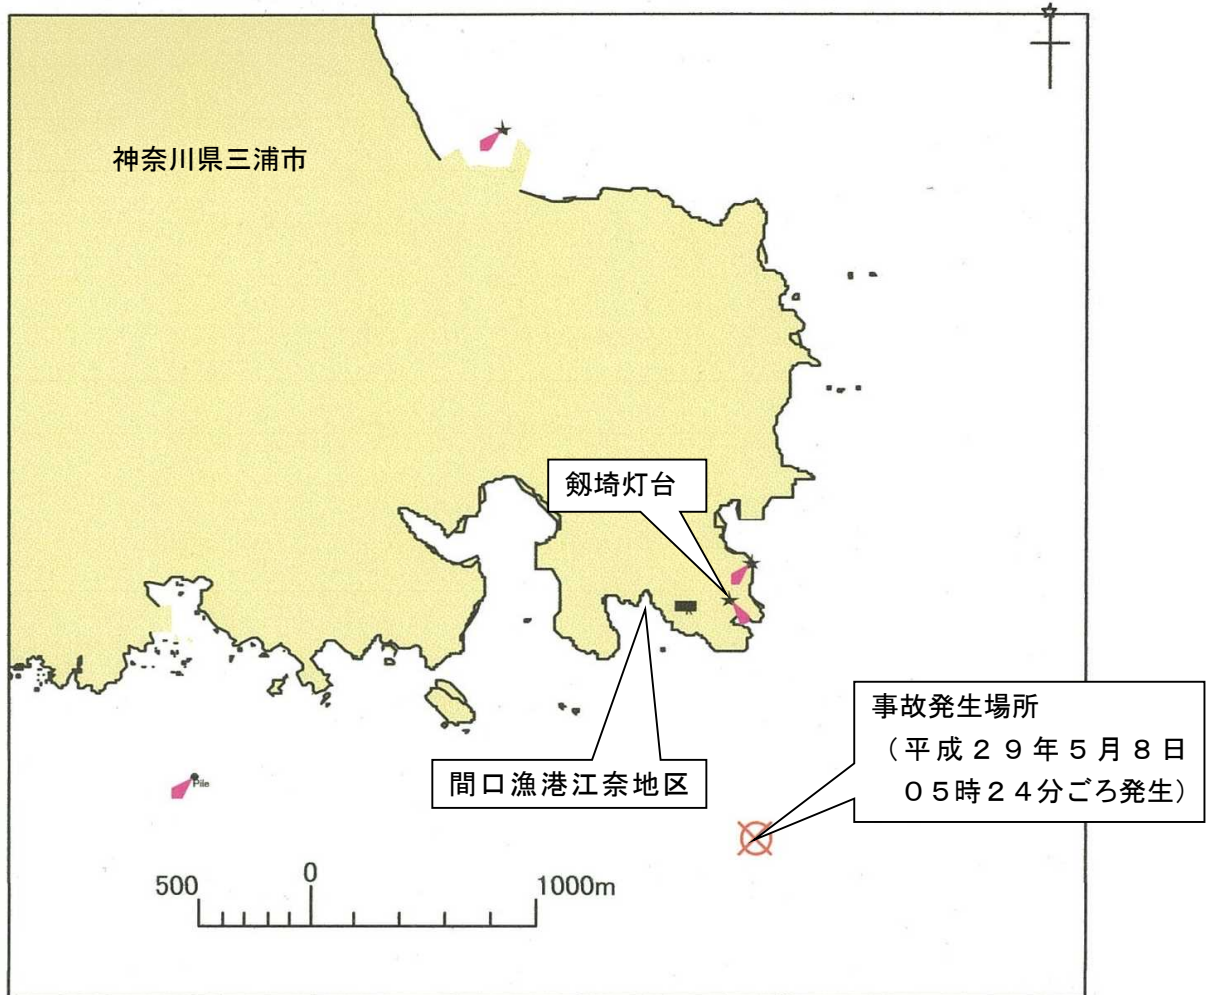 神奈川県三浦市
剱埼灯台
事故発生場所
（平成２９年５月８日
０５時２４分ごろ発生）
間口漁港江奈地区
Pile
500
0
1000m